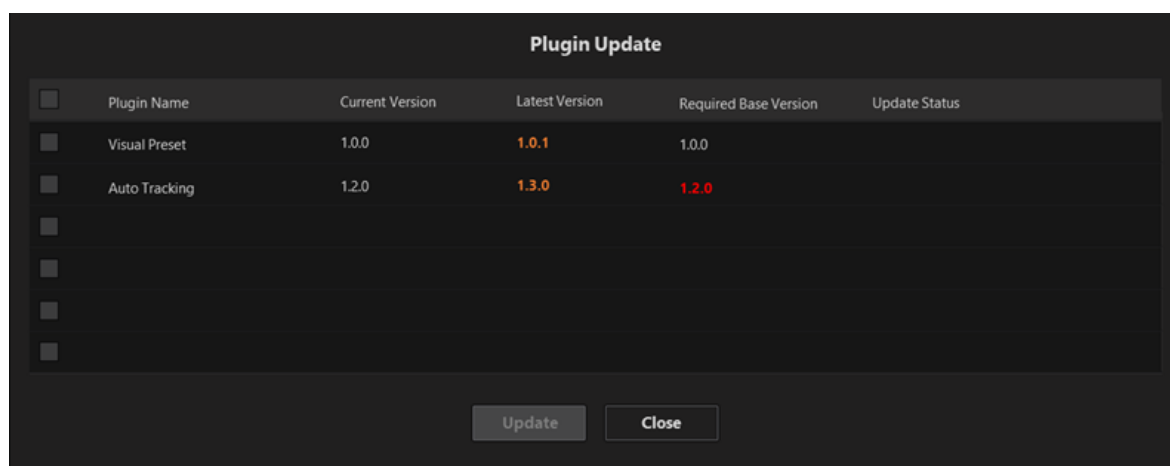 Plugin Update
Plugin Name Current Version Latest Version Required Base Version Update Status
Visual Preset 1.0.0 1.0.1 1.0.0
Auto Tracking 1.2.0 1.3.0 1.2.0
Update Close